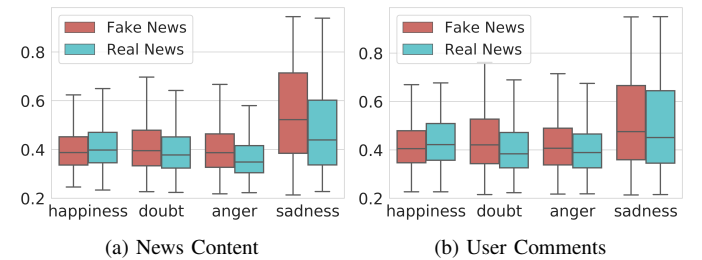 Fake News
Real News
0.8
0.6
0.4
0.2
happiness doubt anger sadness
(a) News Content
Fake News
Real News
0.8
0.6
0.4
0.2
happiness doubt anger sadness
(b) User Comments